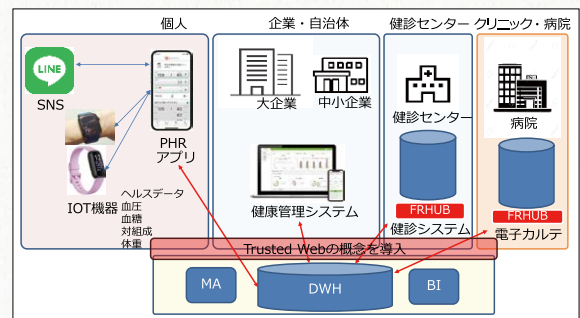 個人
企業・自治体
健診センター
クリニック・病院
LINE
SNS
PHR
アプリ
IOT機器
ヘルスデータ
血圧
血糖
対組成
体重
大企業
中小企業
健康管理システム
健診センター
FRHUB
健診システム
病院
FRHUB
電子カルテ
Trusted Webの概念を導入
MA
DWH
BI